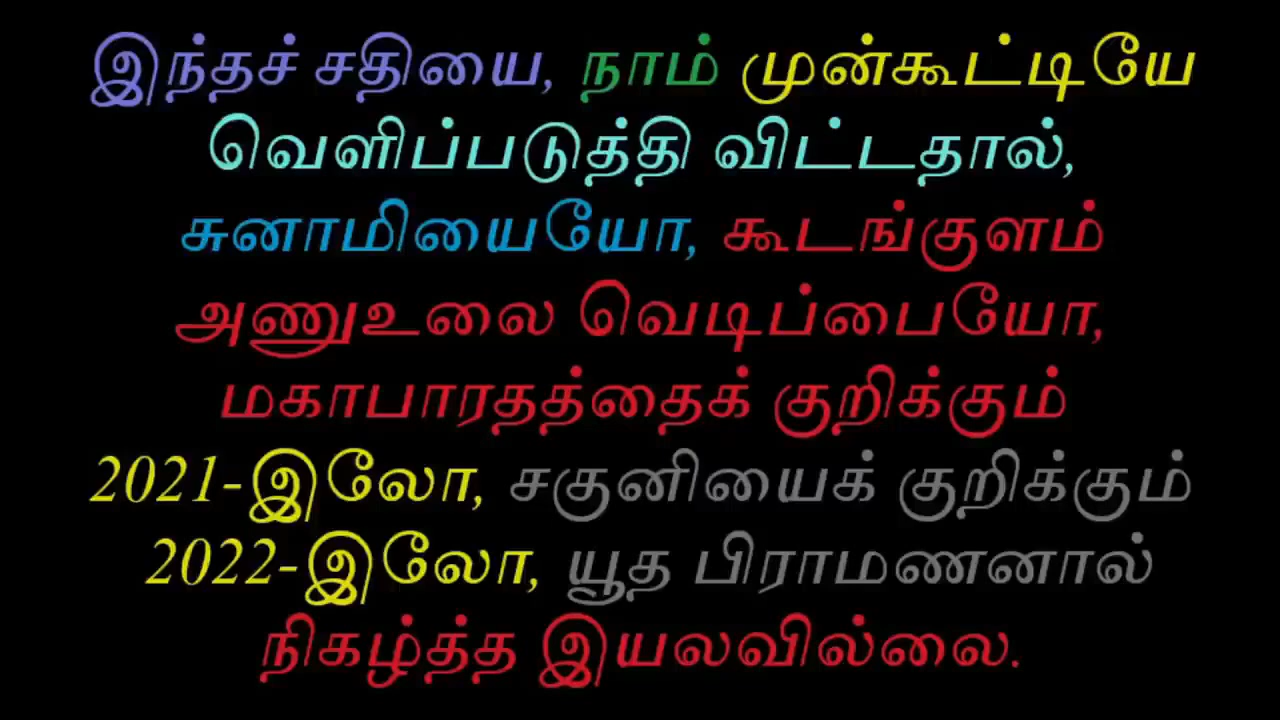 இந்தச் சதியை, நாம் முன்கூட்டியே
வெளிப்படுத்தி விட்டதால்,
சுனாமியையோ, கூடங்குளம்
அணுஉலை வெடிப்பையோ,
மகாபாரதத்தைக் குறிக்கும்
2021-இலோ, சகுனியைக் குறிக்கும்
2022-இலோ, யூத பிராமணனால்
நிகழ்த்த இயலவில்லை.